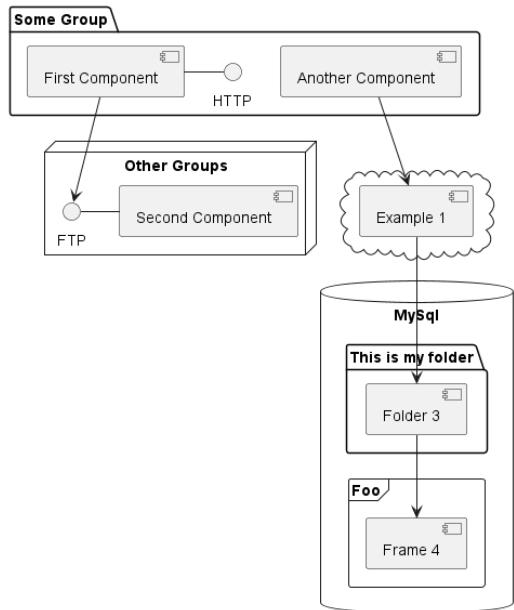 Some Group
First Component
HTTP
Another Component
Other Groups
FTP
Second Component
Example 1
MySql
This is my folder
Folder 3
Foo
Frame 4